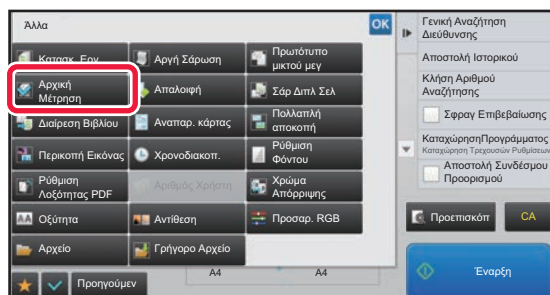 Άλλα
OK
Κατασκ. Εργ
Αργή Σάρωση
Πρωτότυπο
μικτού μεγ
Αρχική
Μέτρηση
Απαλοιφή
Σάρ Διπλ Σελ
Διαίρεση Βιβλίου
Αναπαρ. κάρτας
Πολλαπλή
αποκοπή
Περικοπή Εικόνας
Χρονοδιακοπ.
Ρύθμιση
Φόντου
Ρύθμιση
Λοξότητας PDF
Αριθμός Χρήστη
Χρώμα
Απόρριψης
Οξύτητα
Αντίθεση
Προσαρ. RGB
Αρχείο
Γρήγορο Αρχείο
Προηγούμεν
A4
A4
Γενική Αναζήτηση
Διεύθυνσης
Αποστολή Ιστορικού
Κλήση Αριθμού
Αναζήτησης
Σφραγ Επιβεβαίωσης
ΚαταχώρησηΠρογράμματος
Καταχώρηση Τρεχουσών Ρυθμίσεων
Αποστολή Συνδέσμου
Προορισμού
Προεπισκόπ
CA
Έναρξη